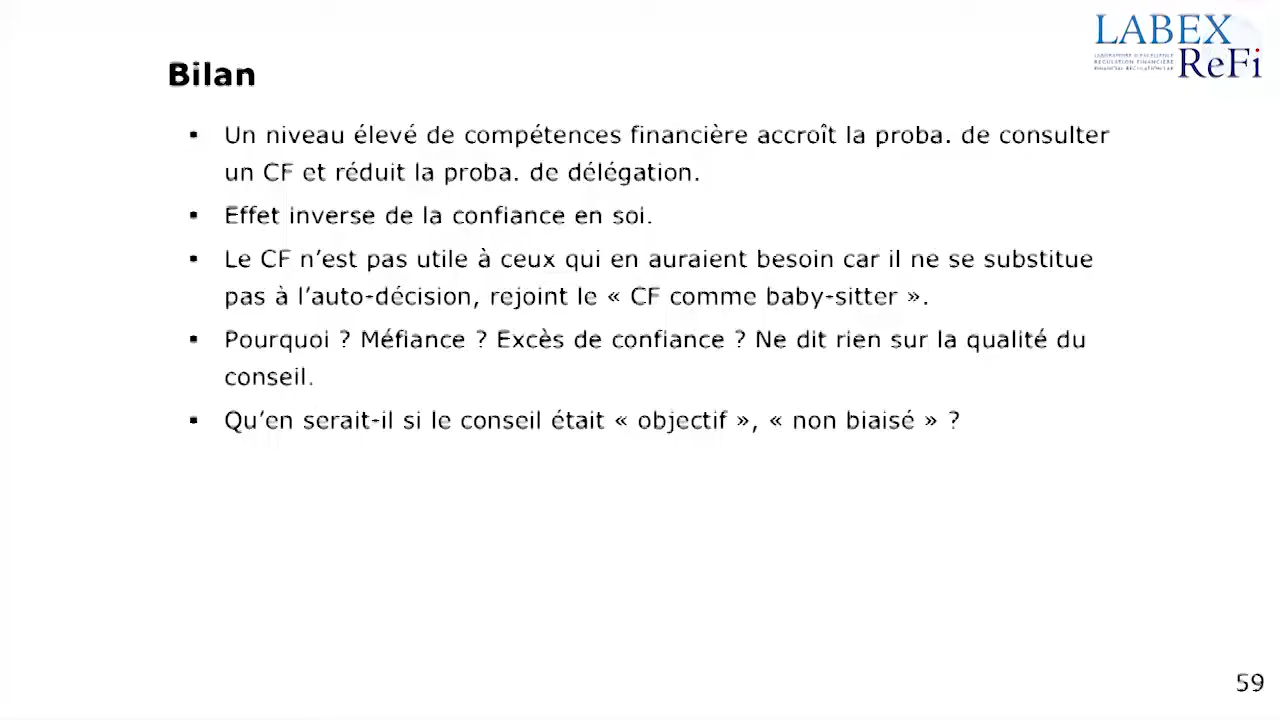 LABEX
ReFi
Bilan
▪ Un niveau élevé de compétences financière accroît la proba. de consulter
un CF et réduit la proba. de délégation.
▪ Effet inverse de la confiance en soi.
▪ Le CF n’est pas utile à ceux qui en auraient besoin car il ne se substitue
pas à l’auto-décision, rejoint le « CF comme baby-sitter ».
▪ Pourquoi ? Méfiance ? Excès de confiance ? Ne dit rien sur la qualité du
conseil.
▪ Qu’en serait-il si le conseil était « objectif », « non biaisé » ?
59